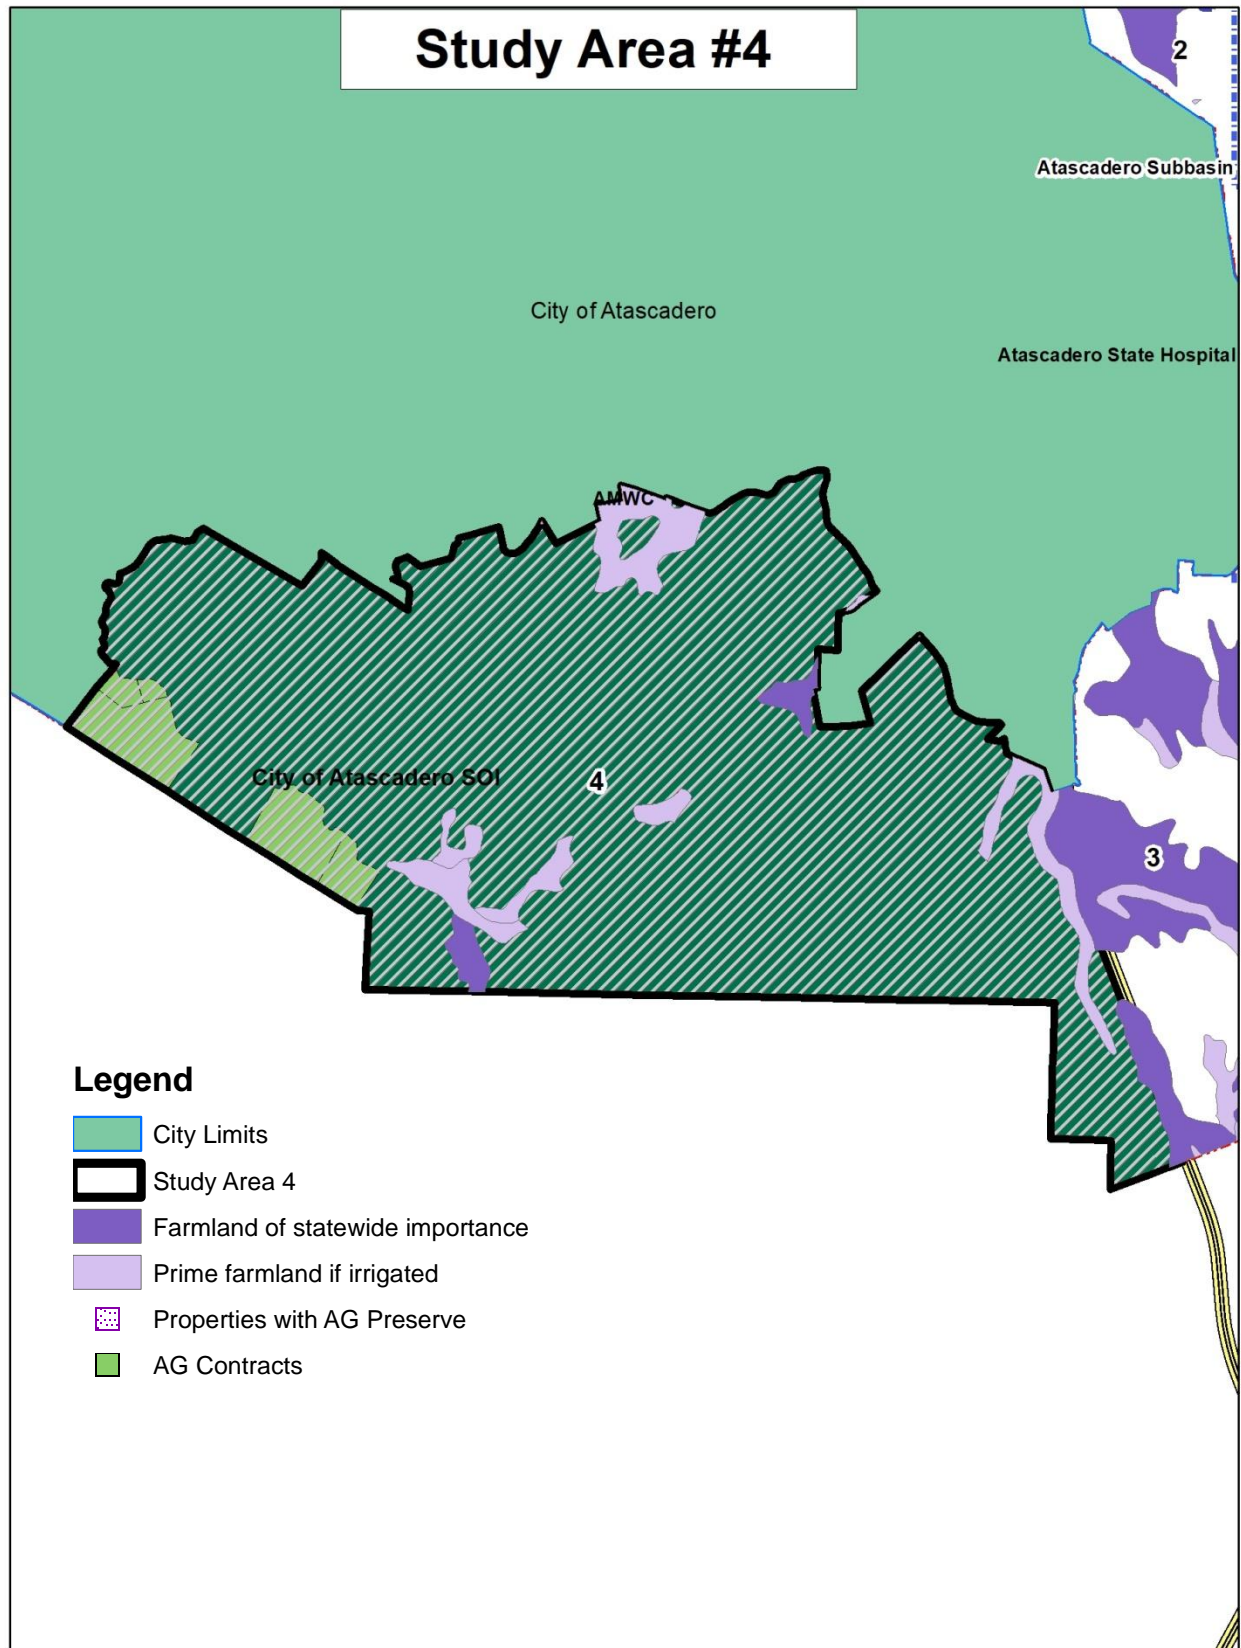 Study Area #4
2
Atascadero Subbasin
City of Atascadero
Atascadero State Hospital
AMWC
City of Atascadero SOI
4
3
Legend
City Limits
Study Area 4
Farmland of statewide importance
Prime farmland if irrigated
Properties with AG Preserve
AG Contracts